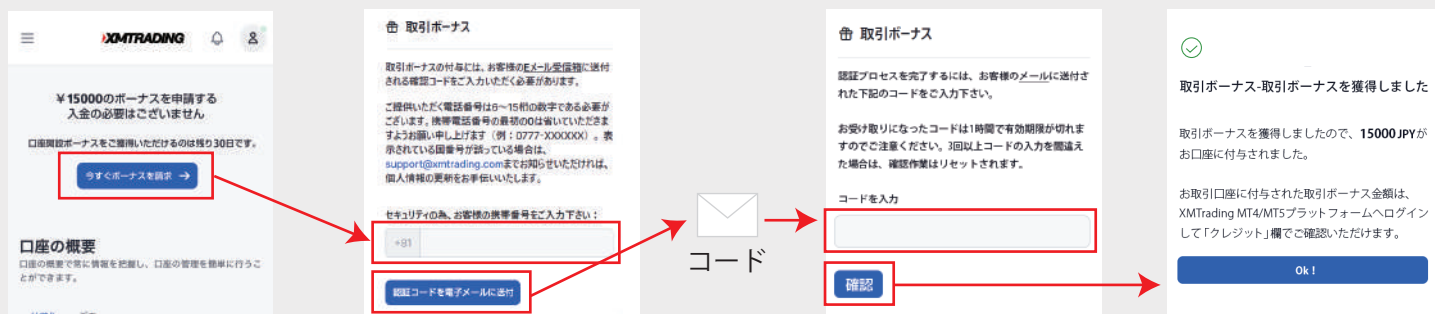 XMTRADING
¥15000のボーナスを申請する
入金の必要はございません
口座開設ボーナスをご獲得いただけるのは残り30日です。
今すぐボーナスを請求 →
口座の概要
口座の概要で常に情報を把握し、口座の管理を簡単に行うこ
とができます。
取引ボーナス
取引ボーナスの付与には、お客様のEメール受信箱に送付
される確認コードをご入力いただく必要があります。
ご提供いただく電話番号は6～15桁の数字である必要が
ございます。携帯電話番号の最初の0は省いていただきま
すようお願い申し上げます（例：0777-XXXXXX）。表
示されている国番号が誤っている場合は、
support@xmtrading.comまでお知らせいただければ、
個人情報の更新をお手伝いいたします。
セキュリティの為、お客様の携帯番号をご入力下さい：
+81
認証コードを電子メールに送付
コード
取引ボーナス
認証プロセスを完了するには、お客様のメールに送付さ
れた下記のコードをご入力下さい。
お受け取りになったコードは1時間で有効期限が切れま
すのでご注意ください。3回以上コードの入力を間違え
た場合は、確認作業はリセットされます。
コードを入力
確認
取引ボーナス-取引ボーナスを獲得しました
取引ボーナスを獲得しましたので、15000 JPYが
お口座に付与されました。
お取引口座に付与された取引ボーナス金額は、
XMTrading MT4/MT5プラットフォームへログイン
して「クレジット」欄でご確認いただけます。
Ok !